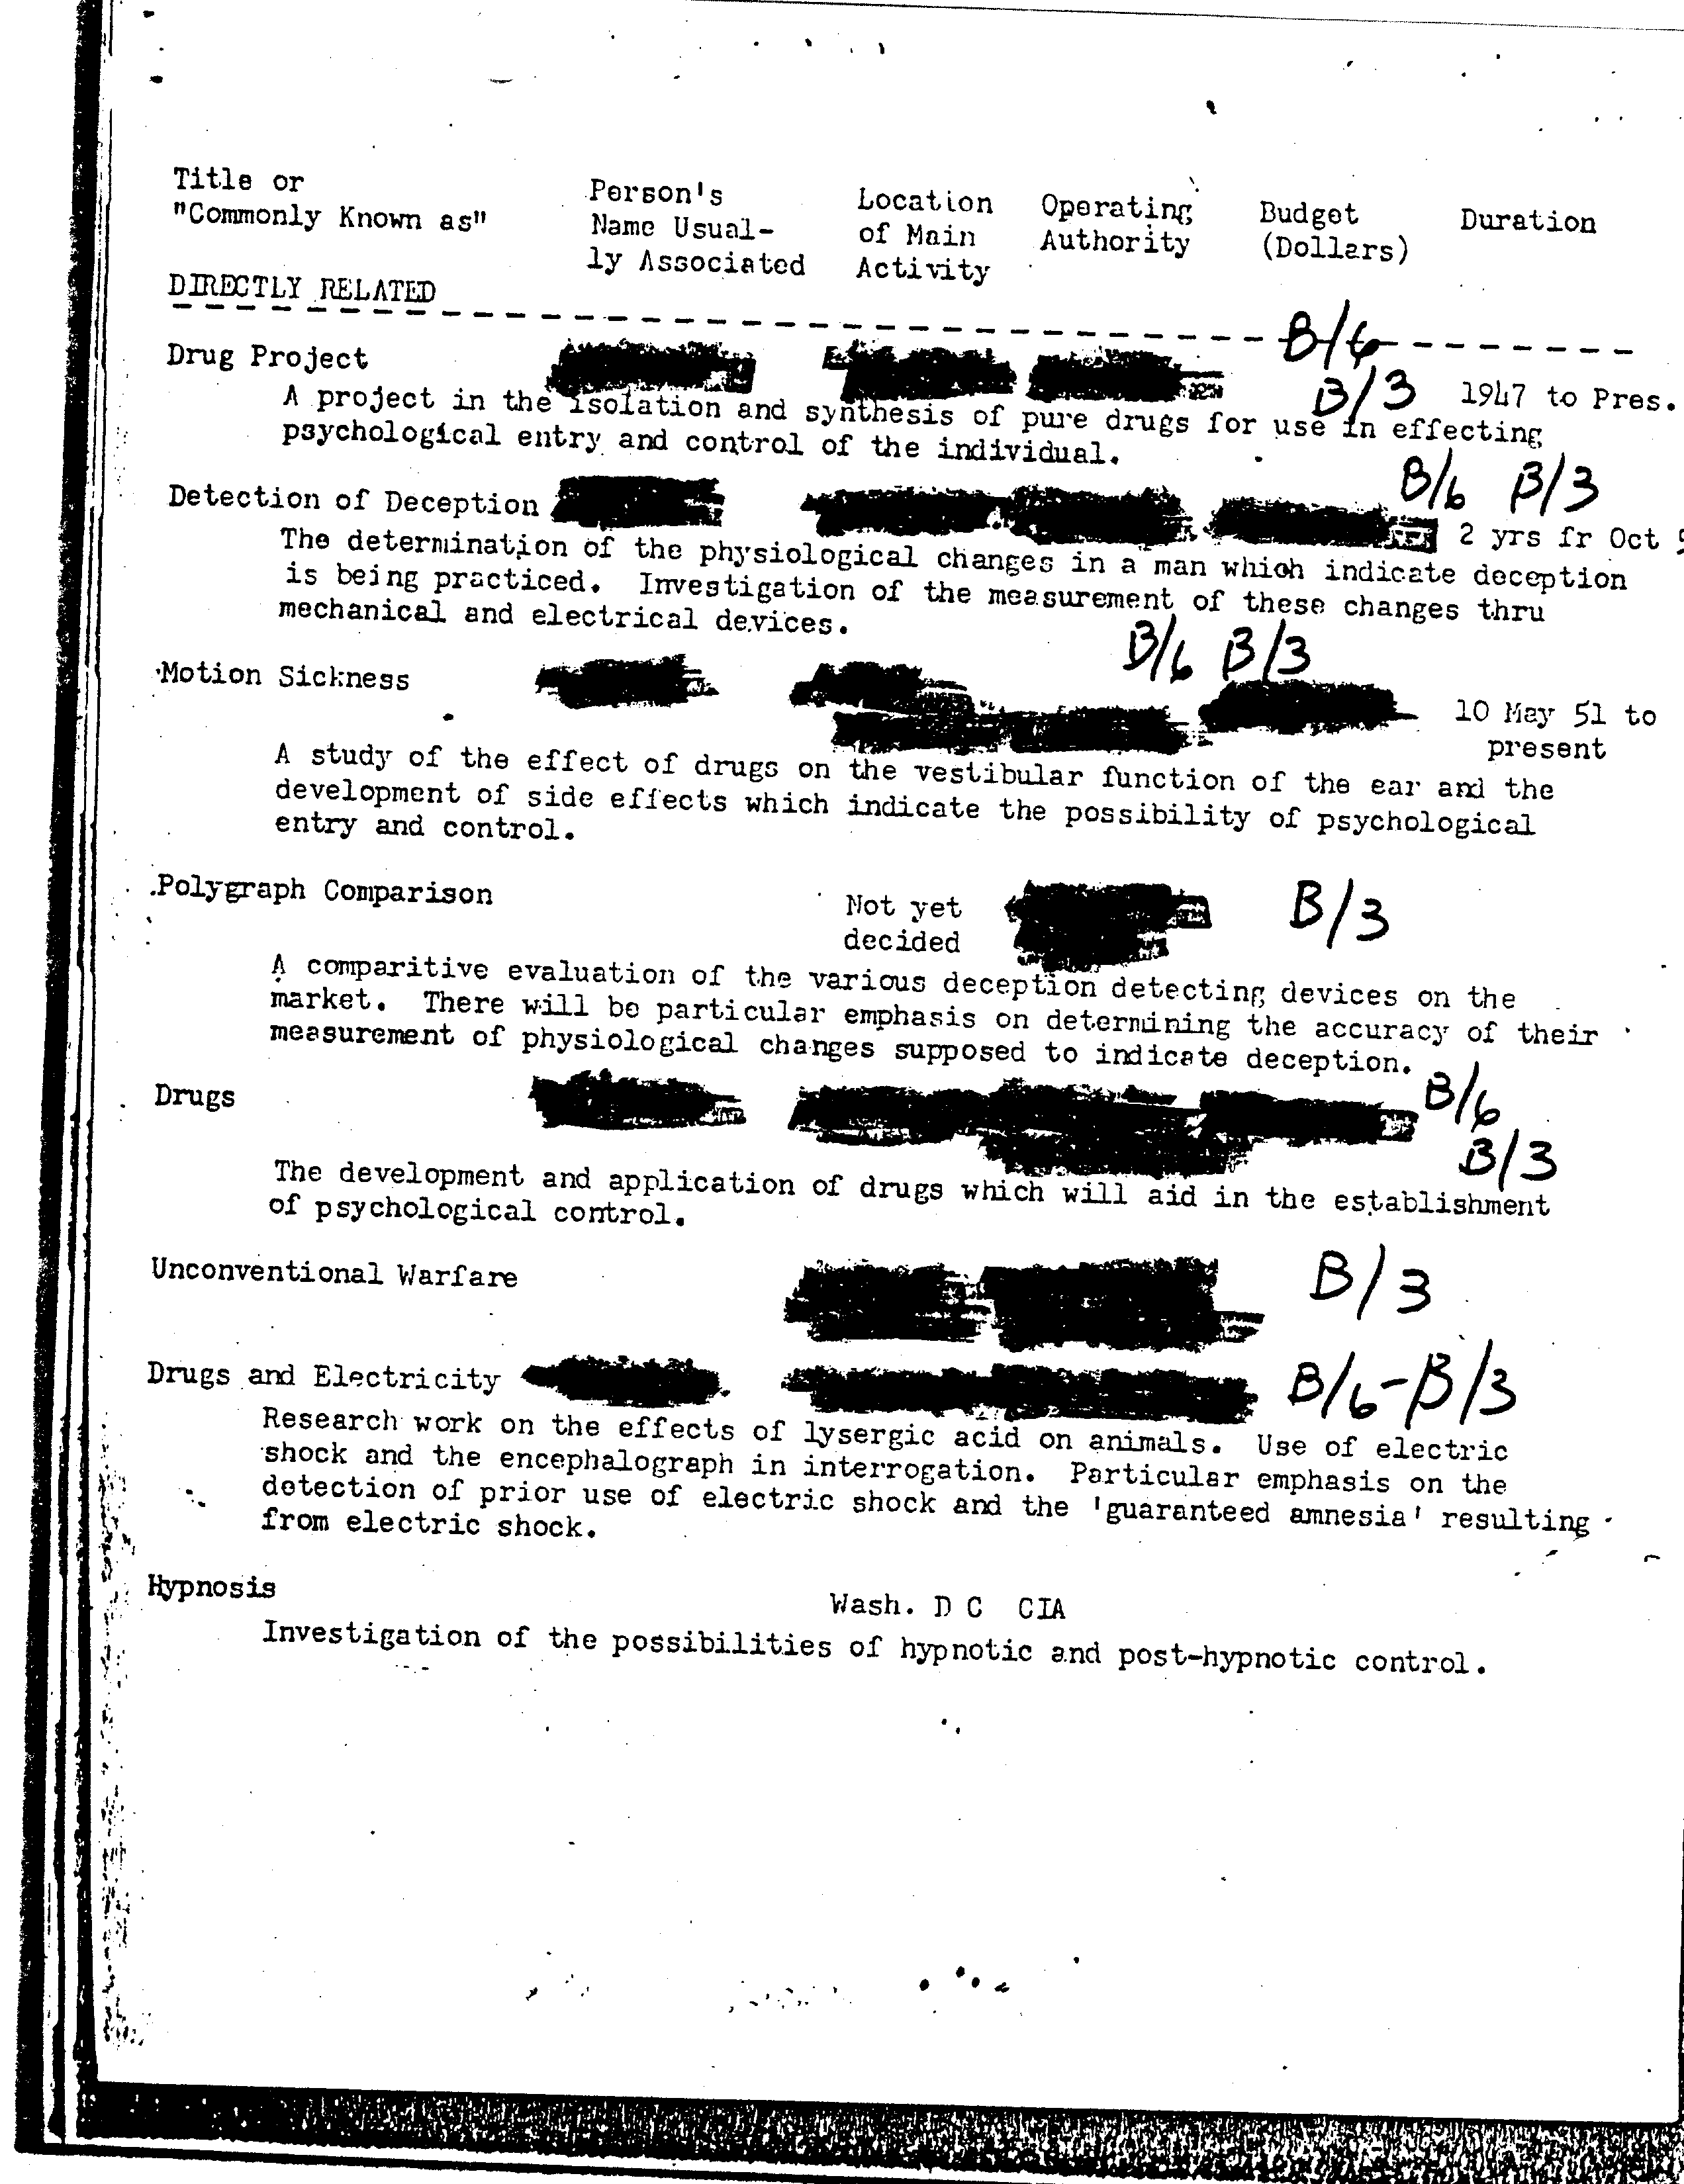 Title or
"Commonly Known as"
Person's
Name Usual-
ly Associated
Location
of Main
Activity
Operating
Authority
Budget
(Dollars)
Duration
DIRECTLY RELATED
B/6
Drug Project
B/3 1947 to Pres.
A project in the isolation and synthesis of pure drugs for use in effecting
psychological entry and control of the individual.
B/6 B/3
Detection of Deception 2 yrs fr Oct
The determination of the physiological changes in a man which indicate deception
is being practiced. Investigation of the measurement of these changes thru
mechanical and electrical devices.
B/6 B/3
Motion Sickness 10 May 51 to
present
A study of the effect of drugs on the vestibular function of the ear and the
development of side effects which indicate the possibility of psychological
entry and control.
Polygraph Comparison Not yet
decided
B/3
A comparitive evaluation of the various deception detecting devices on the
market. There will be particular emphasis on determining the accuracy of their
measurement of physiological changes supposed to indicate deception.
Drugs B/6
B/3
The development and application of drugs which will aid in the establishment
of psychological control.
Unconventional Warfare B/3
Drugs and Electricity B/6-B/3
Research work on the effects of lysergic acid on animals. Use of electric
shock and the encephalograph in interrogation. Particular emphasis on the
detection of prior use of electric shock and the 'guaranteed amnesia' resulting
from electric shock.
Hypnosis Wash. D C CIA
Investigation of the possibilities of hypnotic and post-hypnotic control.